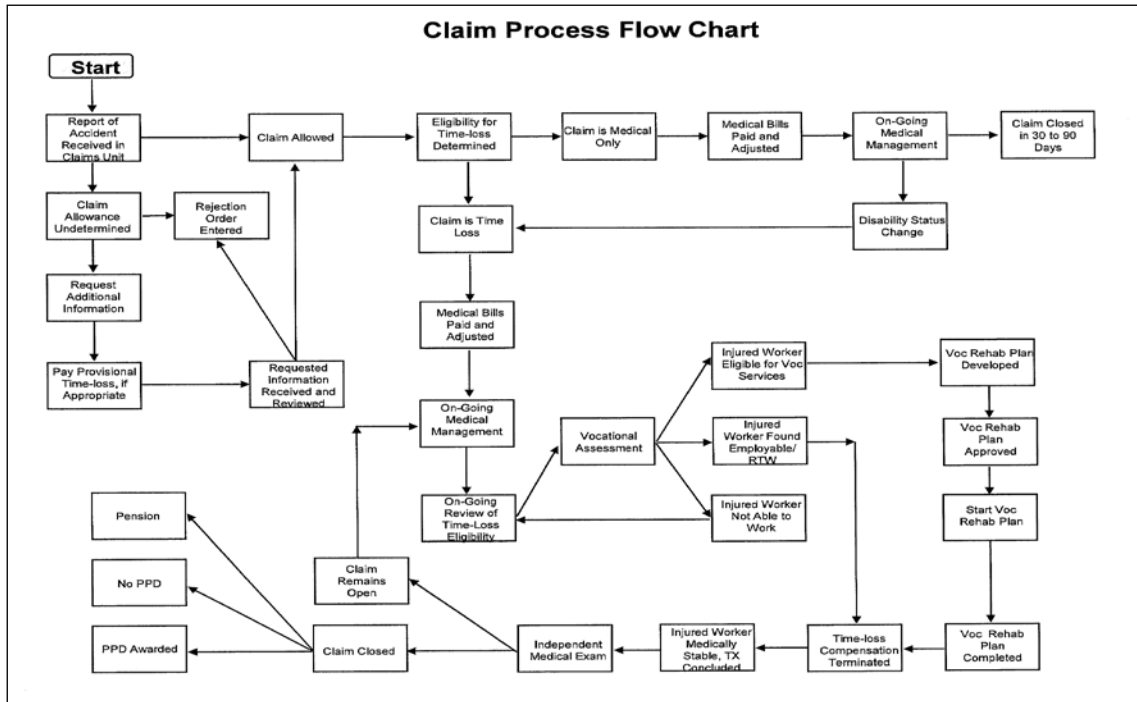 Claim Process Flow Chart
Start
Report of
Accident
Received in
Claims Unit
Claim Allowed
Eligibility for
Time-loss
Determined
Claim is Medical
Only
Medical Bills
Paid and
Adjusted
On-Going
Medical
Management
Claim Closed
in 30 to 90
Days
Claim
Allowance
Undetermined
Rejection
Order
Entered
Claim is Time
Loss
Disability Status
Change
Request
Additional
Information
Medical Bills
Paid and
Adjusted
Pay Provisional
Time-loss, if
Appropriate
Requested
Information
Received and
Reviewed
Injured Worker
Eligible for Voc
Services
Voc Rehab Plan
Developed
On-Going
Medical
Management
Vocational
Assessment
Injured
Worker Found
Employable/
RTW
Voc Rehab
Plan
Approved
On-Going
Review of
Time-Loss
Eligibility
Injured Worker
Not Able to
Work
Start Voc
Rehab Plan
Pension
No PPD
Claim
Remains
Open
PPD Awarded
Claim Closed
Independent
Medical Exam
Injured Worker
Medically
Stable, TX
Concluded
Time-loss
Compensation
Terminated
Voc Rehab
Plan
Completed